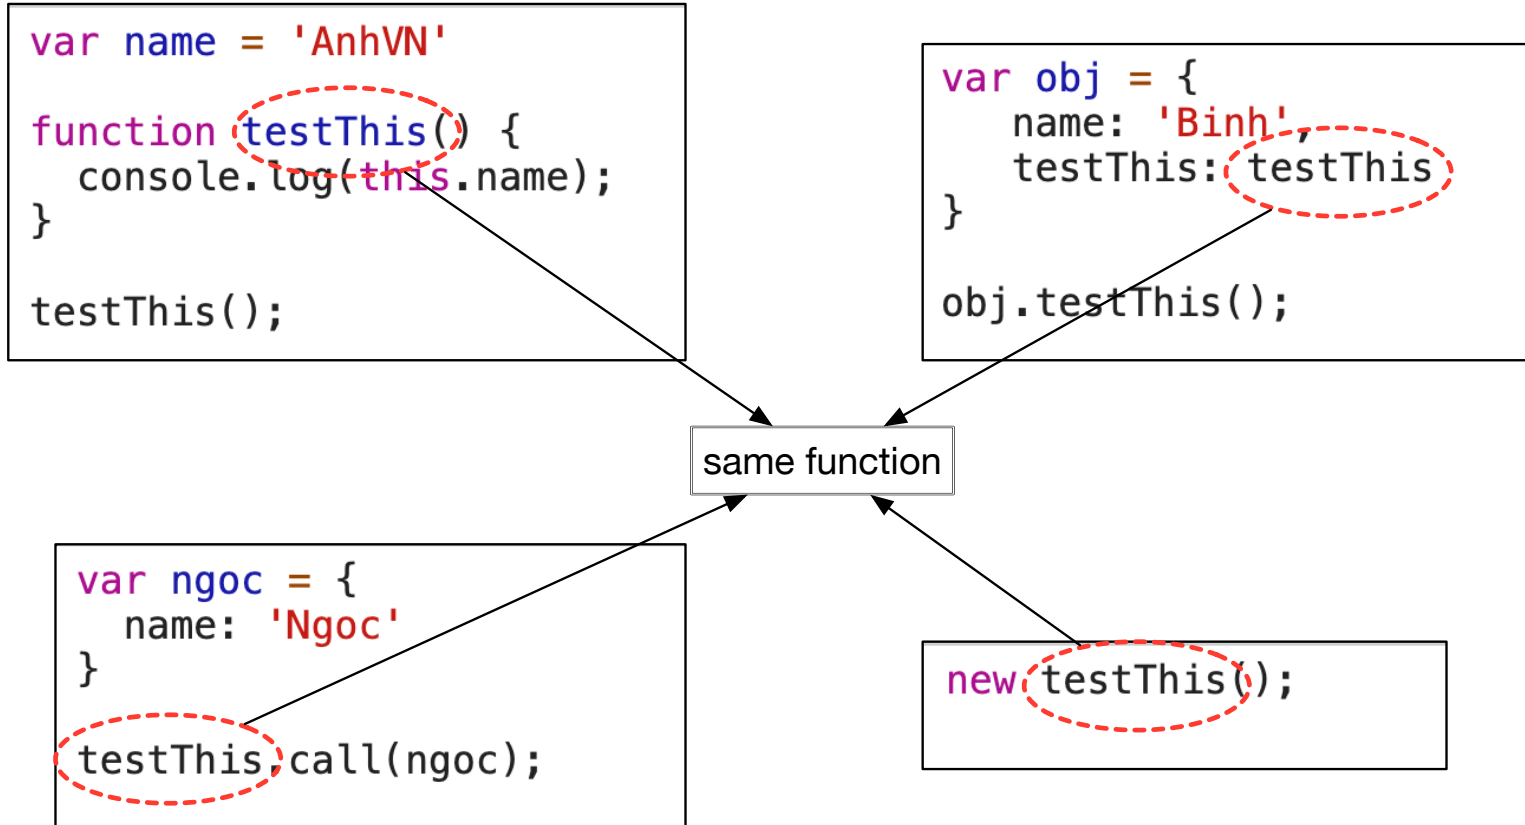 var name = 'AnhVN'
function testThis() {
  console.log(this.name);
}
testThis();
var obj = {
   name: 'Binh',
   testThis: testThis
}
obj.testThis();
same function
var ngoc = {
  name: 'Ngoc'
}
testThis.call(ngoc);
new testThis();